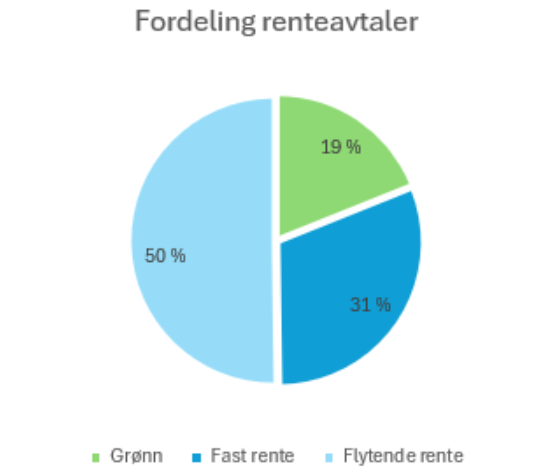 Fordeling renteavtaler
19 %
50 %
31 %
Grønn Fast rente Flytende rente